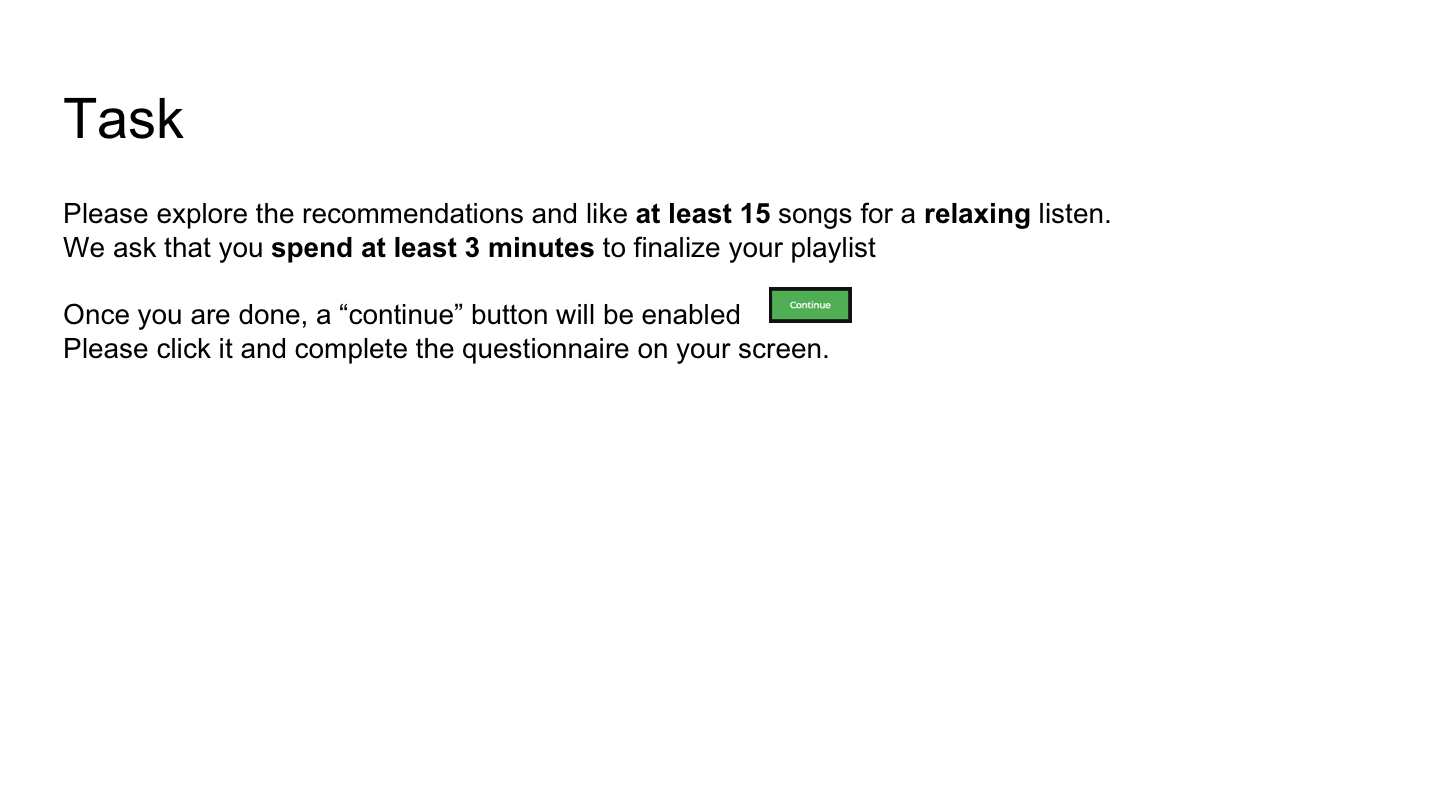 Task
Please explore the recommendations and like at least 15 songs for a relaxing listen.
We ask that you spend at least 3 minutes to finalize your playlist
Once you are done, a “continue” button will be enabled Continue
Please click it and complete the questionnaire on your screen.